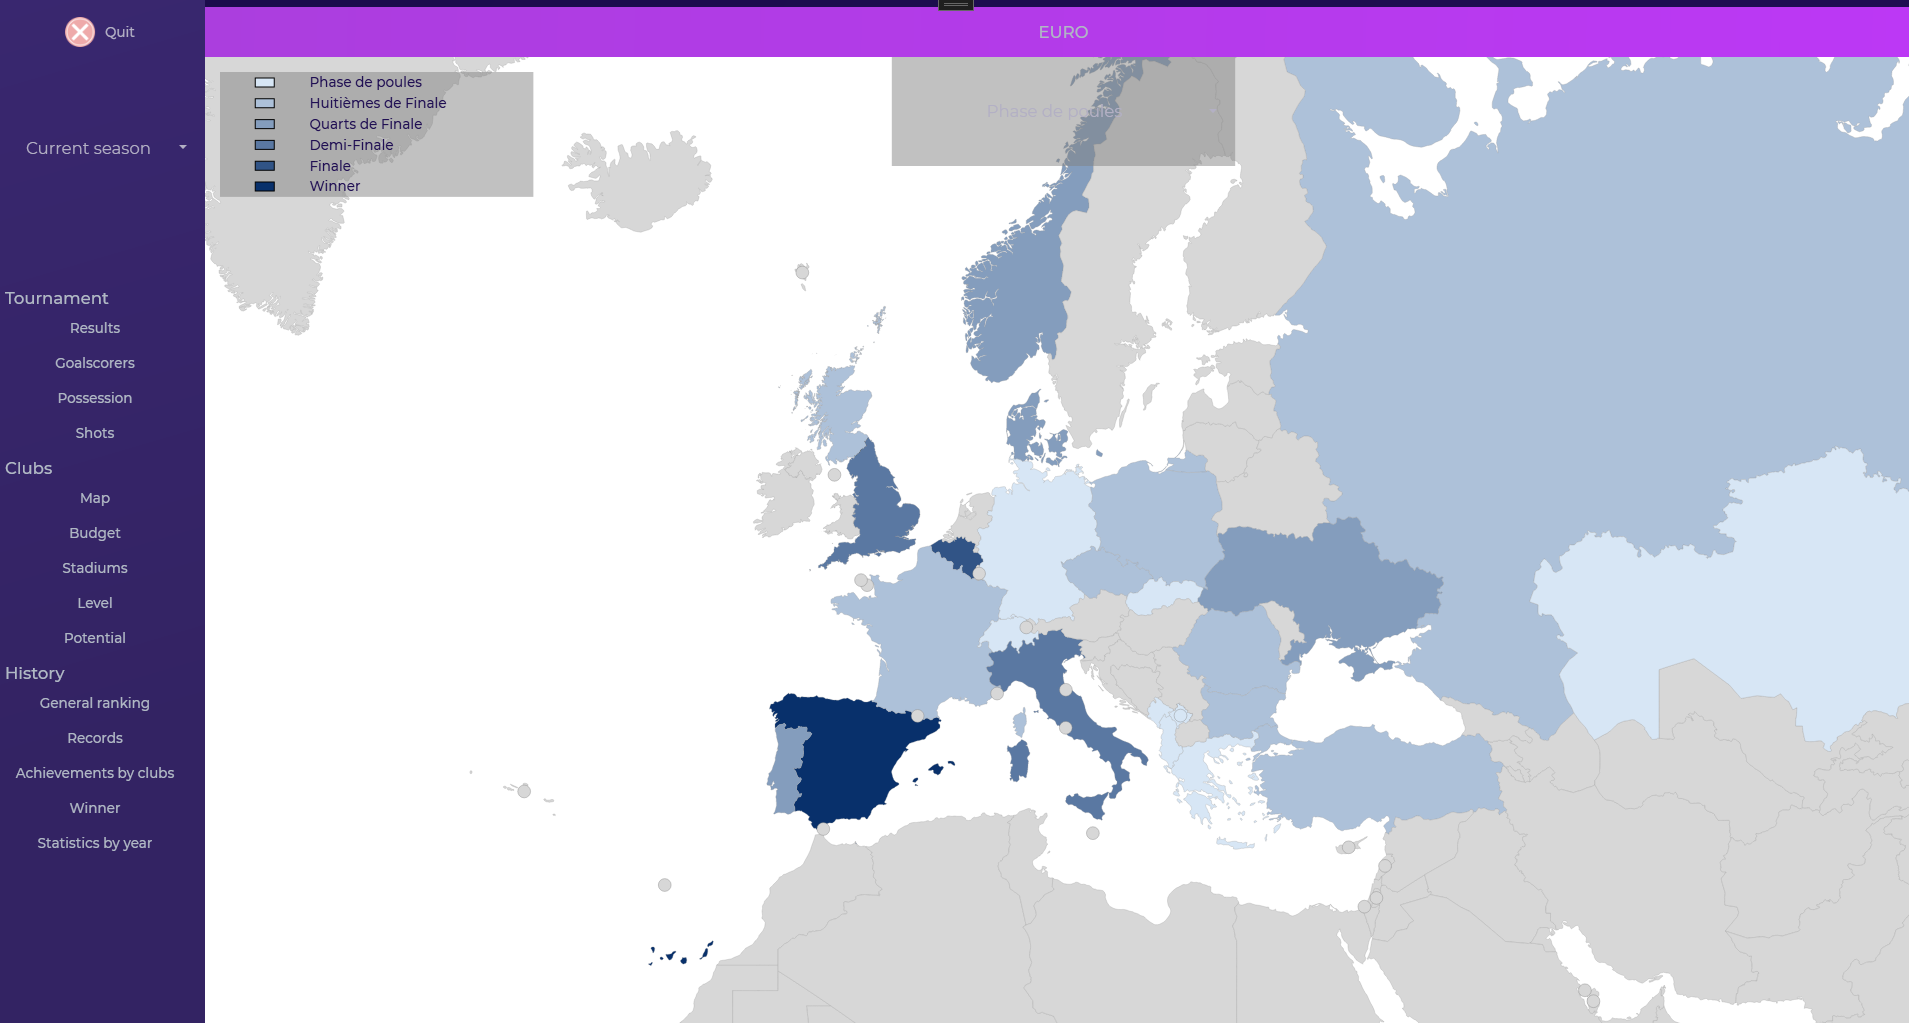 Quit
EURO
Phase de poules
Huitièmes de Finale
Quarts de Finale
Demi-Finale
Finale
Winner
Phase de poules
Current season
Tournament
Results
Goalscorers
Possession
Shots
Clubs
Map
Budget
Stadiums
Level
Potential
History
General ranking
Records
Achievements by clubs
Winner
Statistics by year